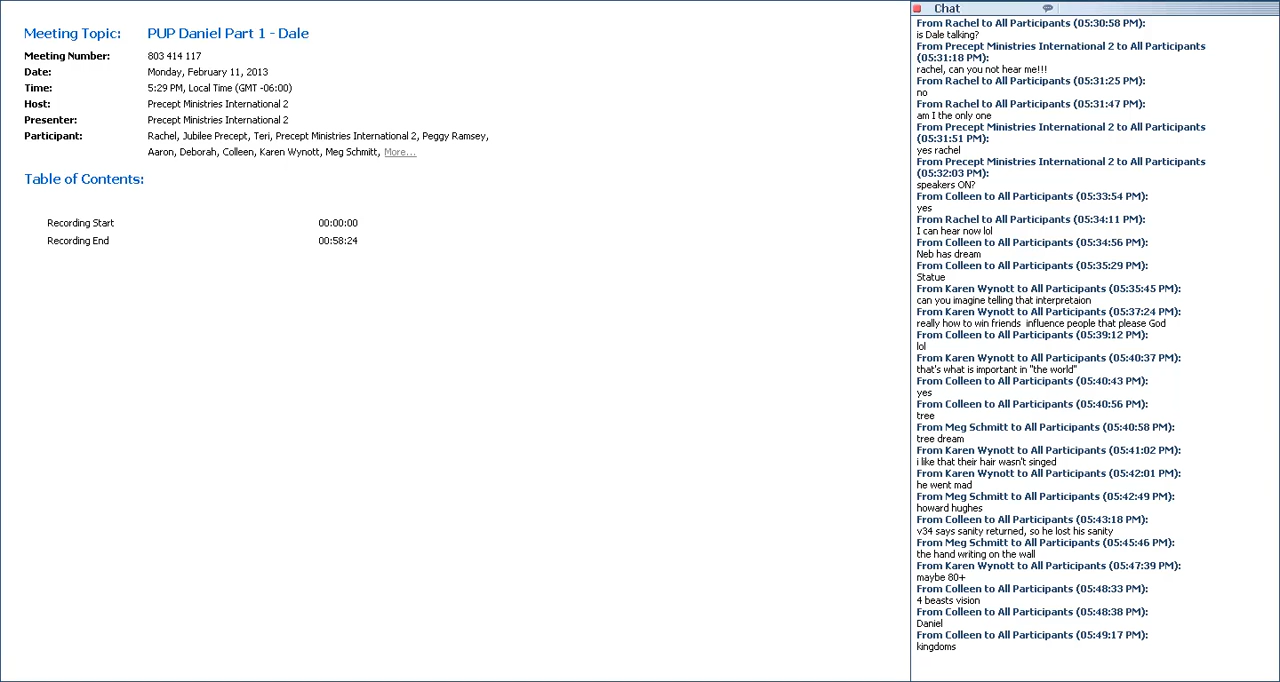 Meeting Topic: PUP Daniel Part 1 - Dale
Meeting Number: 803 414 117
Date: Monday, February 11, 2013
Time: 5:29 PM, Local Time (GMT -06:00)
Host: Precept Ministries International 2
Presenter: Precept Ministries International 2
Participant: Rachel, Jubilee Precept, Teri, Precept Ministries International 2, Peggy Ramsey,
Aaron, Deborah, Colleen, Karen Wynott, Meg Schmitt, More...
Table of Contents:
Recording Start 00:00:00
Recording End 00:58:24
Chat
From Rachel to All Participants (05:30:58 PM):
is Dale talking?
From Precept Ministries International 2 to All Participants
(05:31:18 PM):
rachel, can you not hear me!!!
From Rachel to All Participants (05:31:25 PM):
no
From Rachel to All Participants (05:31:47 PM):
am I the only one
From Precept Ministries International 2 to All Participants
(05:31:51 PM):
yes rachel
From Precept Ministries International 2 to All Participants
(05:32:03 PM):
speakers ON?
From Colleen to All Participants (05:33:54 PM):
yes
From Rachel to All Participants (05:34:11 PM):
I can hear now lol
From Colleen to All Participants (05:34:56 PM):
Neb has dream
From Colleen to All Participants (05:35:29 PM):
Statue
From Karen Wynott to All Participants (05:35:45 PM):
can you imagine telling that interpretaion
From Karen Wynott to All Participants (05:37:24 PM):
really how to win friends  influence people that please God
From Colleen to All Participants (05:39:12 PM):
lol
From Karen Wynott to All Participants (05:40:37 PM):
that's what is important in "the world"
From Colleen to All Participants (05:40:43 PM):
yes
From Colleen to All Participants (05:40:56 PM):
tree
From Meg Schmitt to All Participants (05:40:58 PM):
tree dream
From Karen Wynott to All Participants (05:41:02 PM):
i like that their hair wasn't singed
From Karen Wynott to All Participants (05:42:01 PM):
he went mad
From Meg Schmitt to All Participants (05:42:49 PM):
howard hughes
From Colleen to All Participants (05:43:18 PM):
v34 says sanity returned, so he lost his sanity
From Meg Schmitt to All Participants (05:45:46 PM):
the hand writing on the wall
From Karen Wynott to All Participants (05:47:39 PM):
maybe 80+
From Colleen to All Participants (05:48:33 PM):
4 beasts vision
From Colleen to All Participants (05:48:38 PM):
Daniel
From Colleen to All Participants (05:49:17 PM):
kingdoms